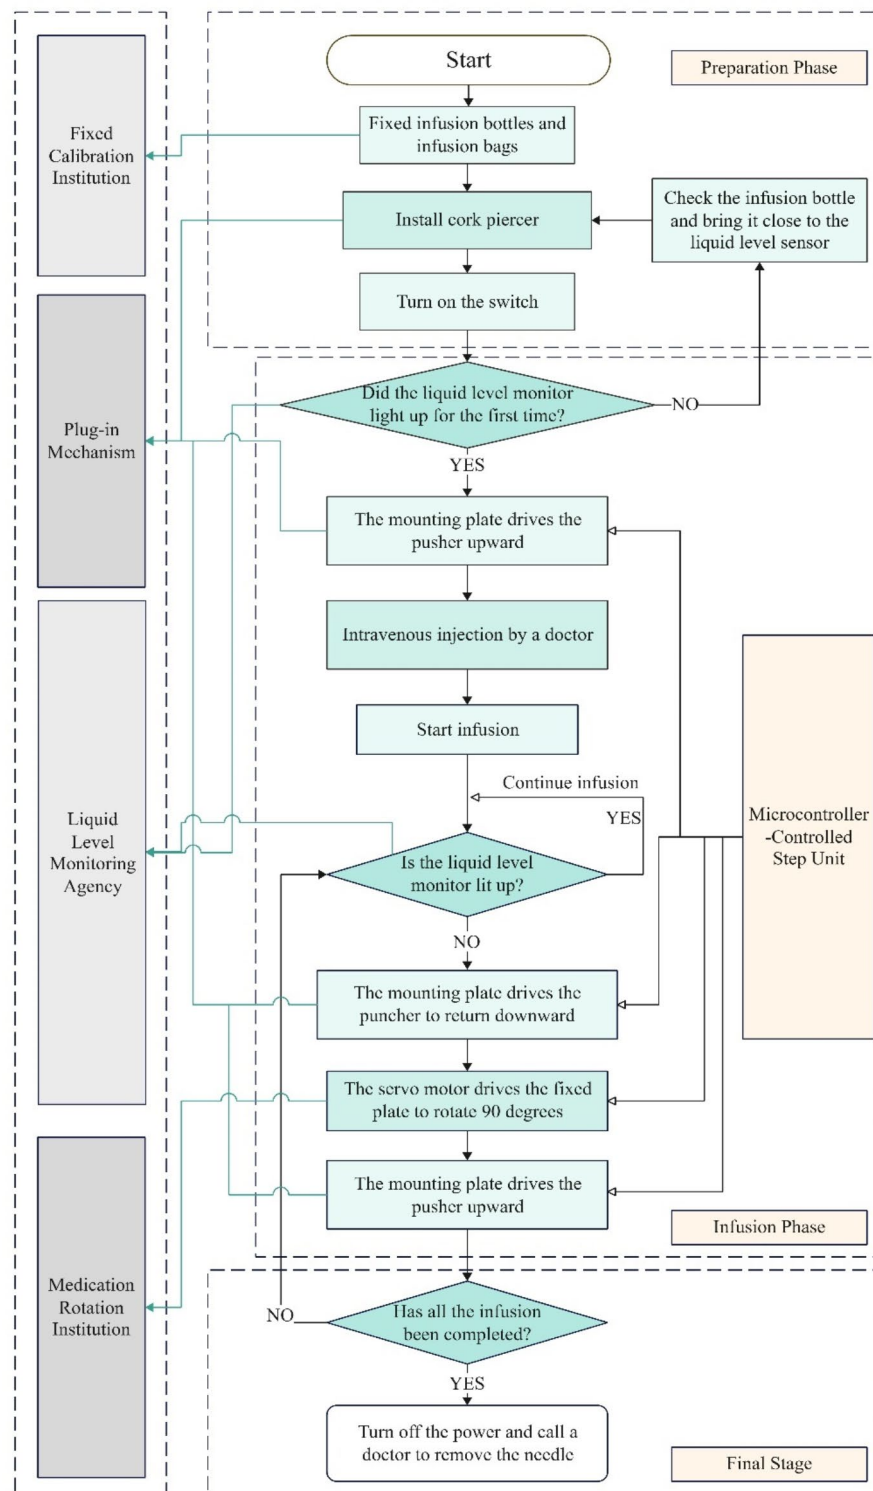 Start
Preparation Phase
Fixed infusion bottles and
infusion bags
Fixed
Calibration
Institution
Check the infusion bottle
and bring it close to the
liquid level sensor
Install cork piercer
Turn on the switch
Did the liquid level monitor
light up for the first time?
NO
YES
Plug-in
Mechanism
The mounting plate drives the
pusher upward
Intravenous injection by a doctor
Start infusion
Continue infusion
YES
Microcontroller
-Controlled
Step Unit
Liquid
Level
Monitoring
Agency
Is the liquid level
monitor lit up?
NO
The mounting plate drives the
puncher to return downward
The servo motor drives the fixed
plate to rotate 90 degrees
The mounting plate drives the
pusher upward
Infusion Phase
Medication
Rotation
Institution
Has all the infusion
been completed?
NO
YES
Turn off the power and call a
doctor to remove the needle
Final Stage